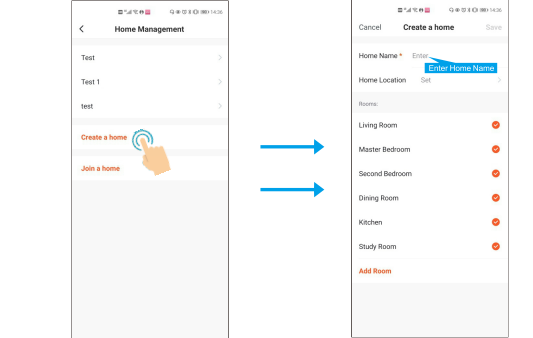 14:36
Home Management
Test
Test 1
test
Create a home
Join a home
14:36
Cancel Create a home Save
Home Name * Enter
Enter Home Name
Home Location Set
Rooms:
Living Room
Master Bedroom
Second Bedroom
Dining Room
Kitchen
Study Room
Add Room